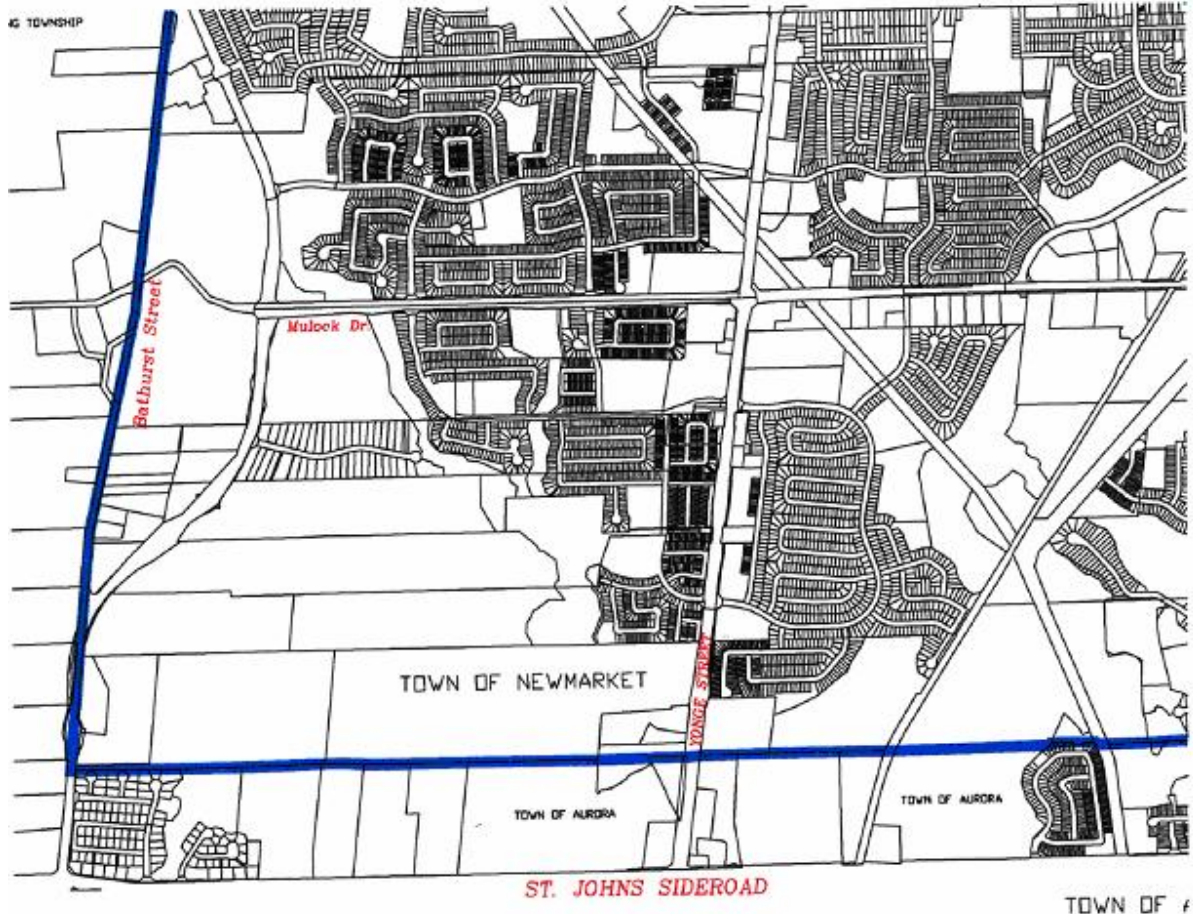 TOWNSHIP
Bathurst Street
Mulock Dr.
TOWN OF NEWMARKET
YONGE STREET
TOWN OF AURORA
TOWN OF AURORA
ST. JOHNS SIDEROAD
TOWN OF